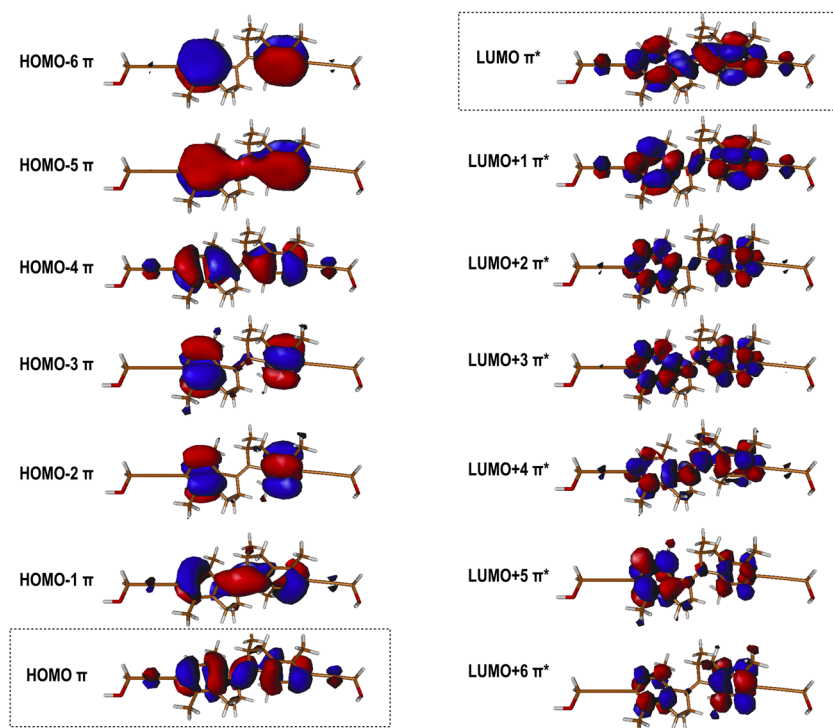 HOMO-6 π
HOMO-5 π
HOMO-4 π
HOMO-3 π
HOMO-2 π
HOMO-1 π
HOMO π
LUMO π*
LUMO+1 π*
LUMO+2 π*
LUMO+3 π*
LUMO+4 π*
LUMO+5 π*
LUMO+6 π*